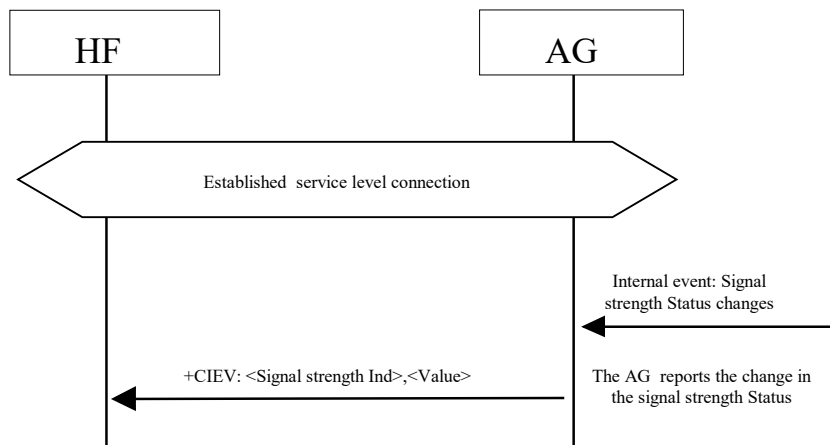 HF
AG
Established service level connection
Internal event: Signal
strength Status changes
+CIEV: <Signal strength Ind>,<Value>
The AG reports the change in
the signal strength Status